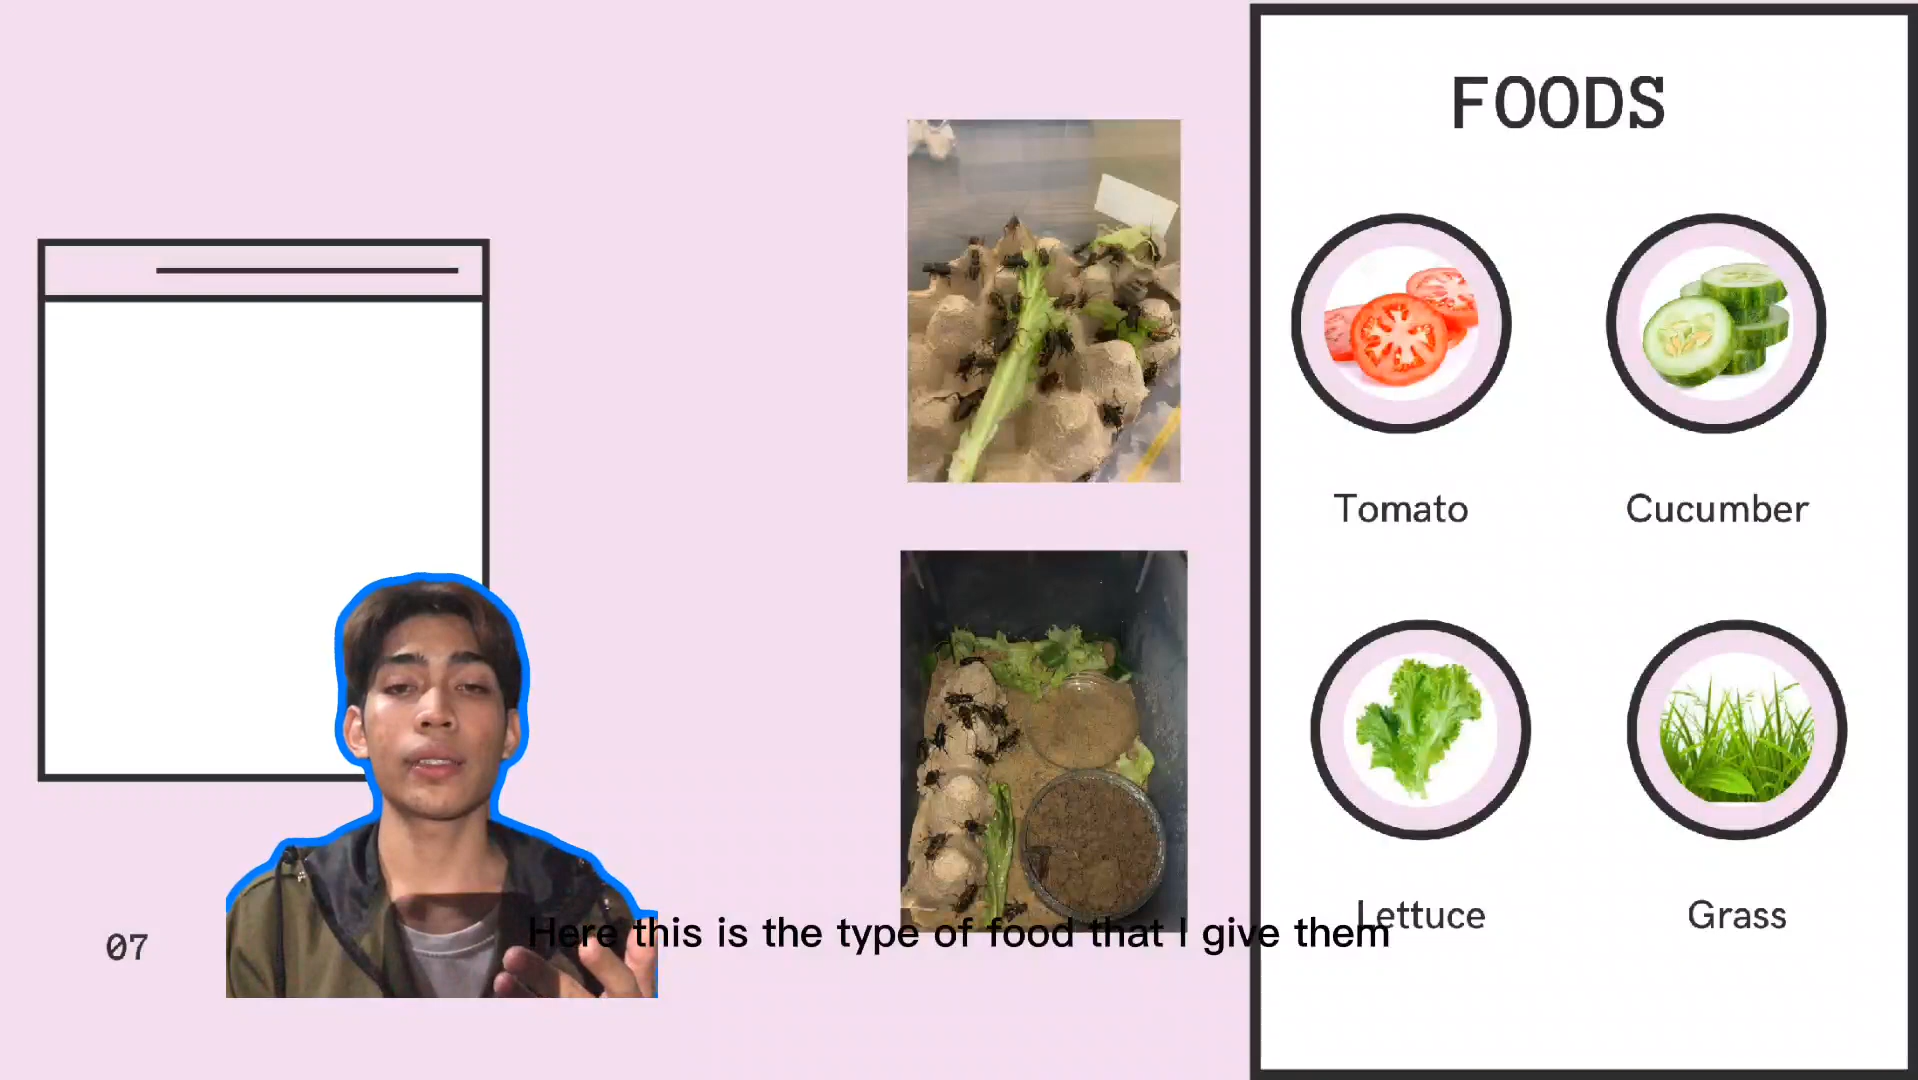 FOODS
Tomato
Cucumber
Lettuce
Grass
Here this is the type of food that I give them
07